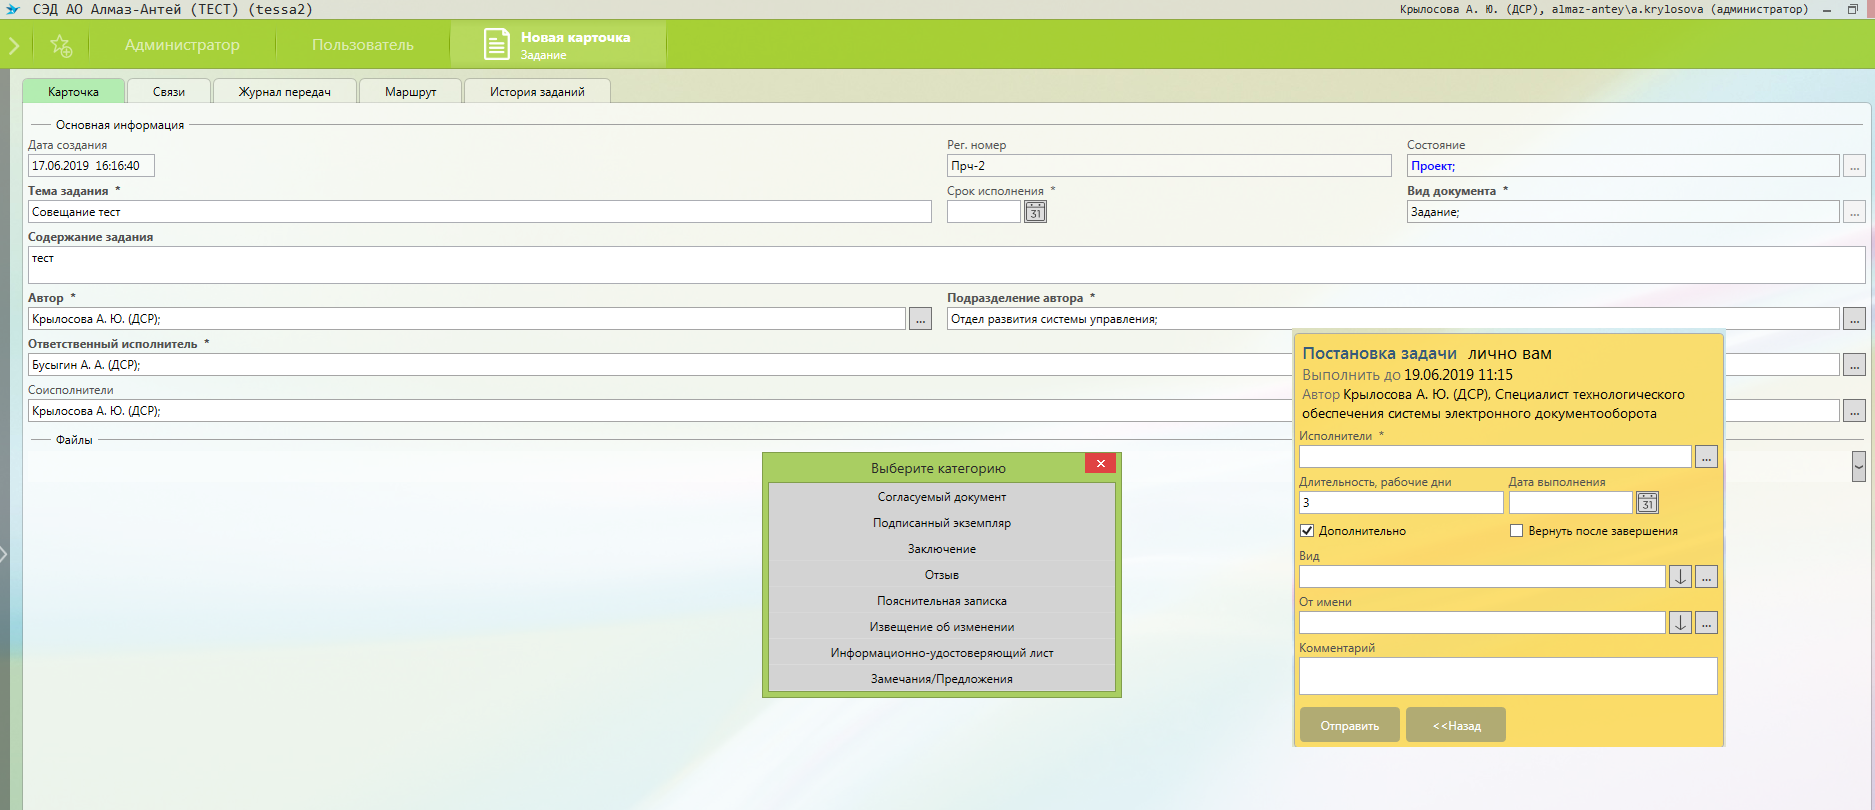 СЭД АО Алмаз-Антей (ТЕСТ) (tessa2)
Крылосова А. Ю. (ДСР), almaz-antey\a.krylosova (администратор)
Администратор
Пользователь
Новая карточка
Задание
Карточка
Связи
Журнал передач
Маршрут
История заданий
Основная информация
Дата создания
Рег. номер
Состояние
17.06.2019 16:16:40
Прч-2
Проект;
...
Тема задания *
Срок исполнения *
Вид документа *
Совещание тест
31
Задание;
...
Содержание задания
тест
Автор *
Подразделение автора *
Крылосова А. Ю. (ДСР);
...
Отдел развития системы управления;
...
Ответственный исполнитель *
Бусыгин А. А. (ДСР);
...
Соисполнители
Крылосова А. Ю. (ДСР);
...
Файлы
Выберите категорию
Согласуемый документ
Подписанный экземпляр
Заключение
Отзыв
Пояснительная записка
Извещение об изменении
Информационно-удостоверяющий лист
Замечания/Предложения
Постановка задачи лично вам
Выполнить до 19.06.2019 11:15
Автор Крылосова А. Ю. (ДСР), Специалист технологического
обеспечения системы электронного документооборота
Исполнители *
...
Длительность, рабочие дни
Дата выполнения
3
31
Дополнительно
Вернуть после завершения
Вид
...
От имени
...
Комментарий
Отправить
<<Назад